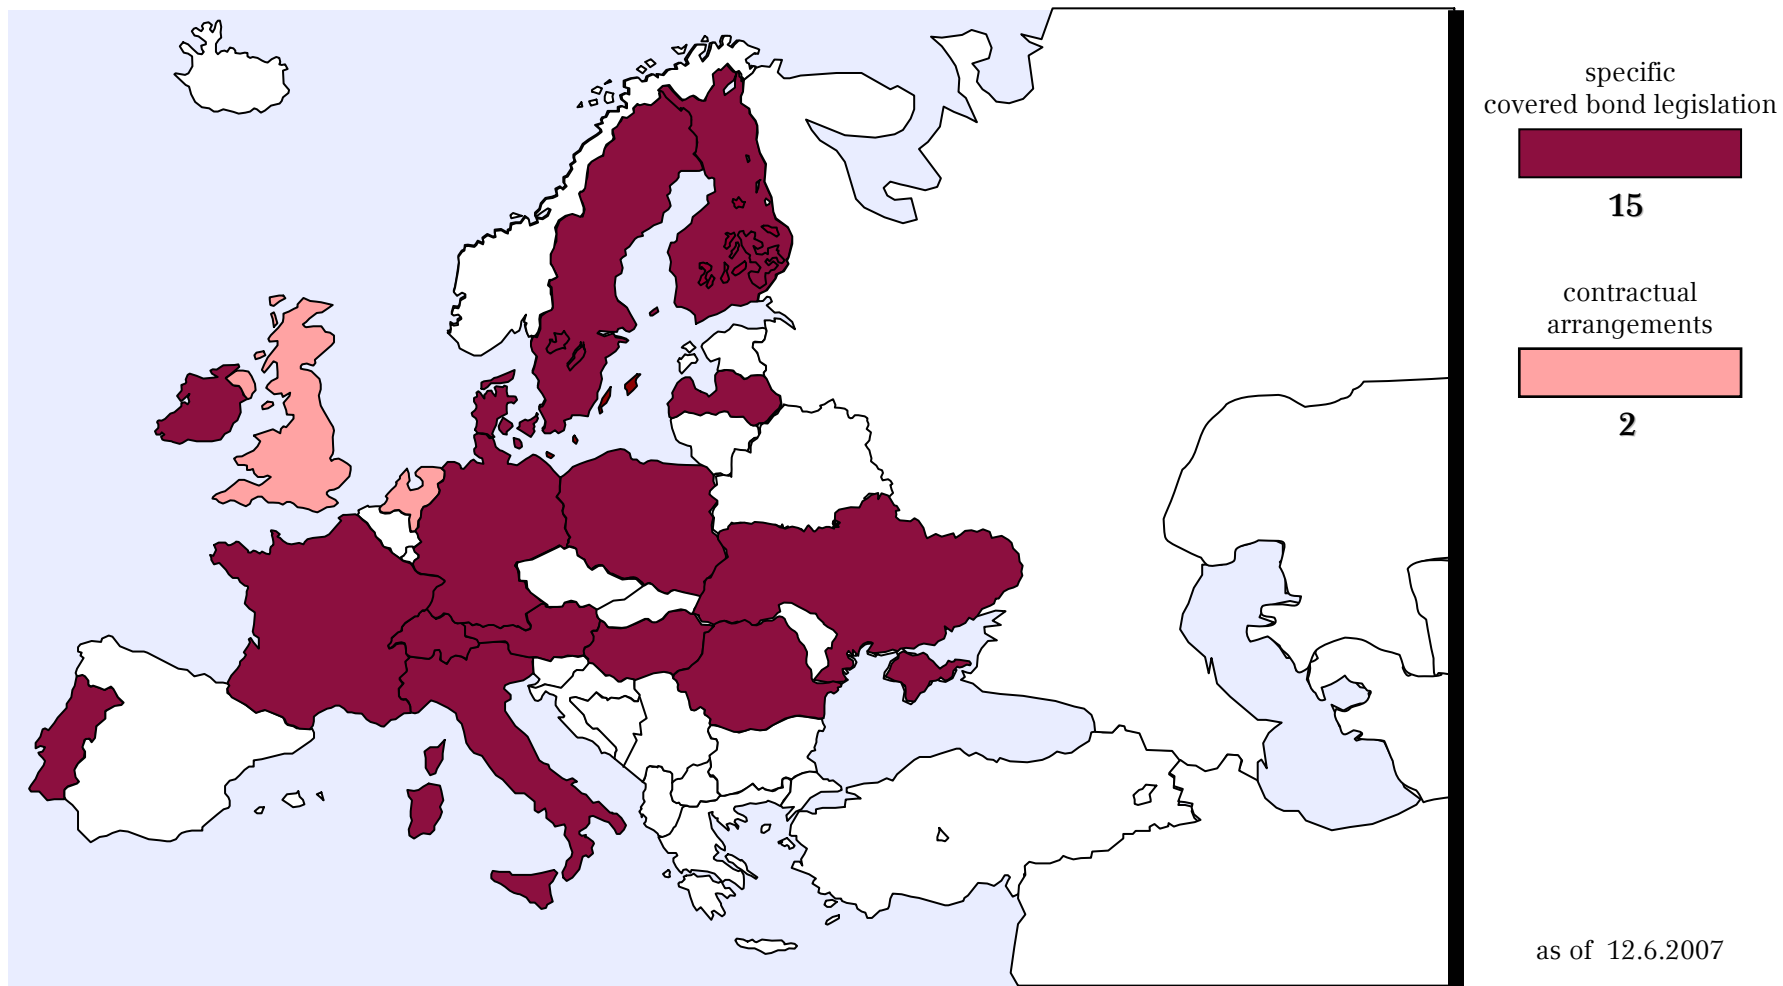 specific
covered bond legislation
15
contractual
arrangements
2
as of 12.6.2007